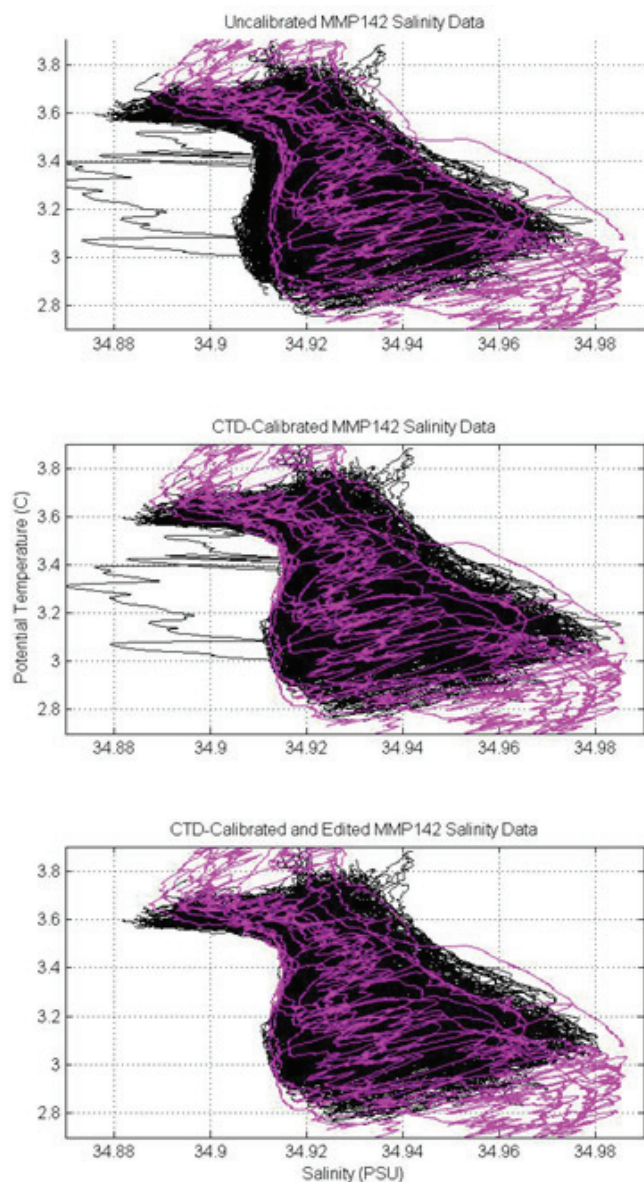 Uncalibrated MMP142 Salinity Data
3.8
3.6
3.4
3.2
3
2.8
34.88 34.9 34.92 34.94 34.96 34.98
CTD-Calibrated MMP142 Salinity Data
Potential Temperature (C)
3.8
3.6
3.4
3.2
3
2.8
34.88 34.9 34.92 34.94 34.96 34.98
CTD-Calibrated and Edited MMP142 Salinity Data
3.8
3.6
3.4
3.2
3
2.8
34.88 34.9 34.92 34.94 34.96 34.98
Salinity (PSU)